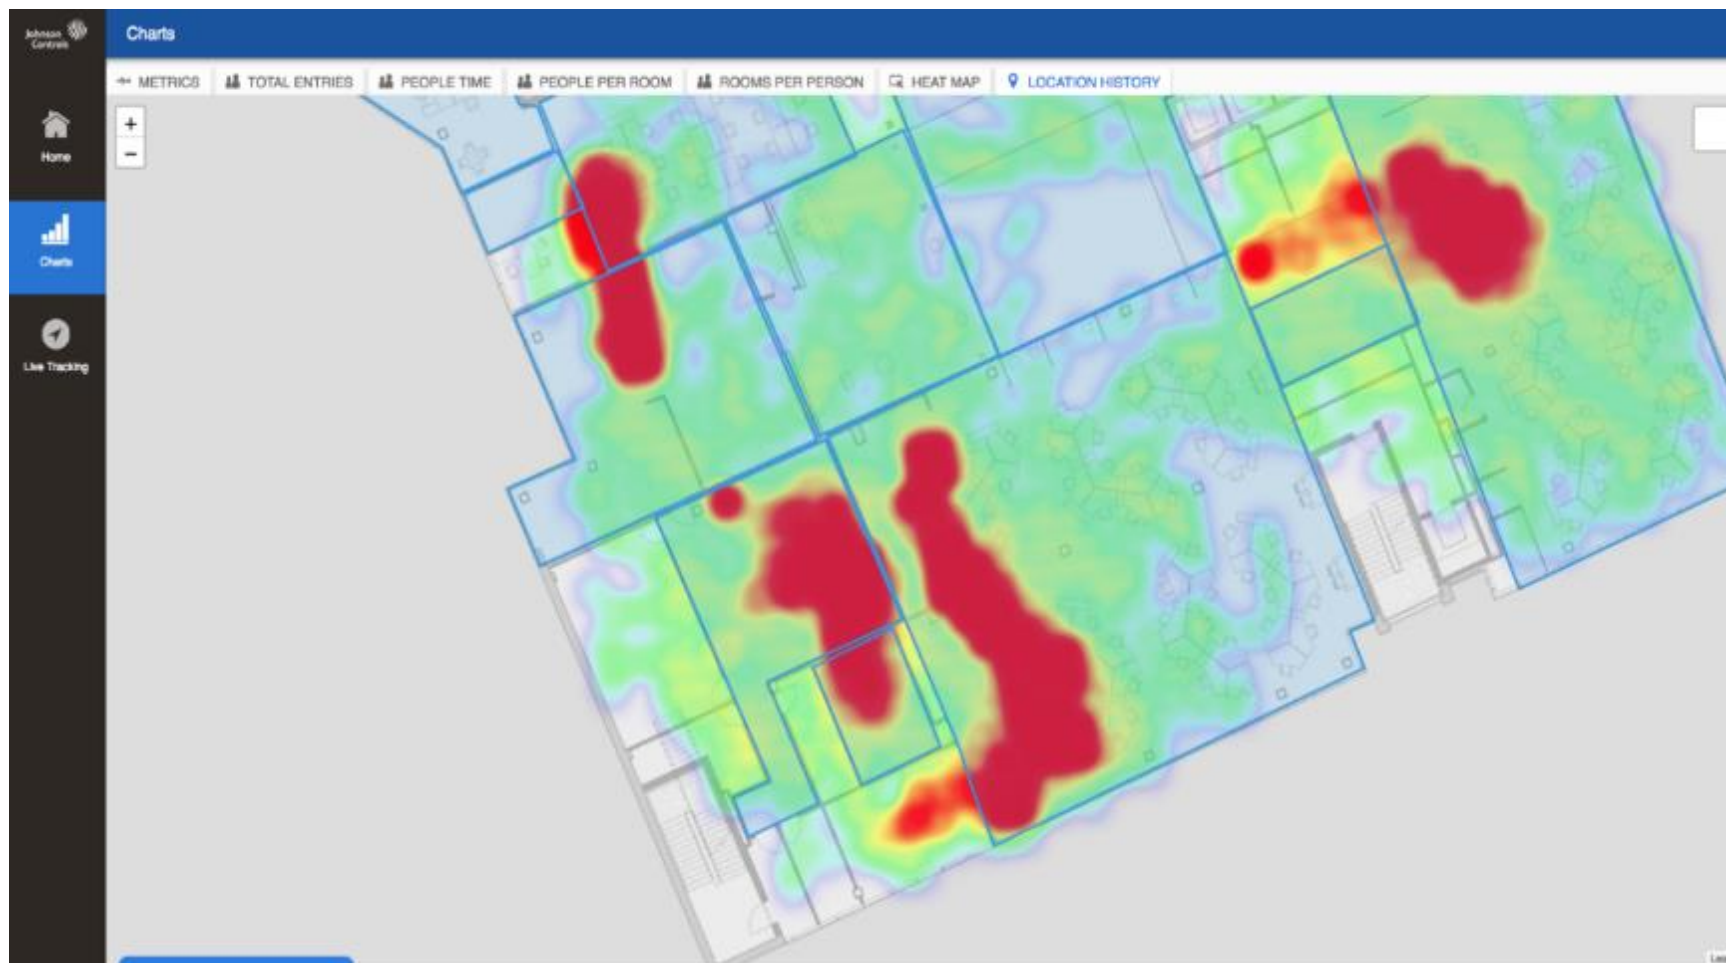 Johnson
Controls
Charts
METRICS
TOTAL ENTRIES
PEOPLE TIME
PEOPLE PER ROOM
ROOMS PER PERSON
HEAT MAP
LOCATION HISTORY
+
−
Home
Charts
Live Tracking